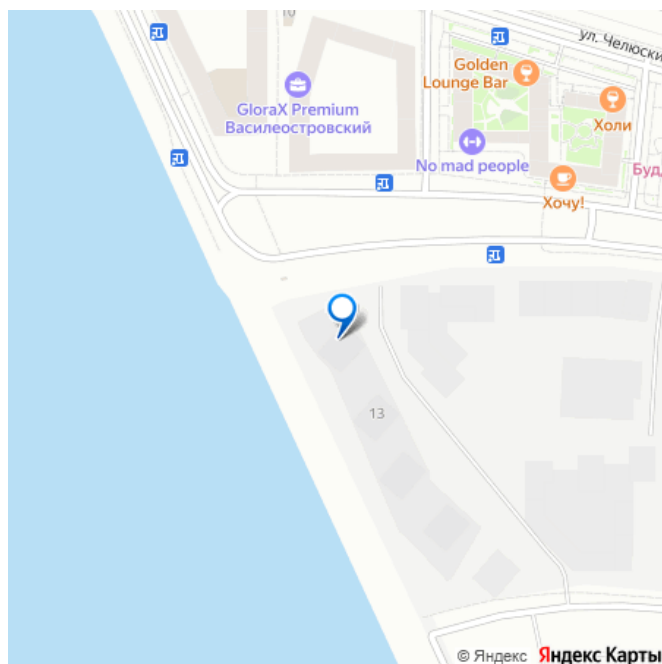 10
ул. Челюски
Golden
Lounge Bar
GloraX Premium
Василеостровский
Холи
No mad people
Буд
Хочу!
13
© Яндекс Яндекс Карты